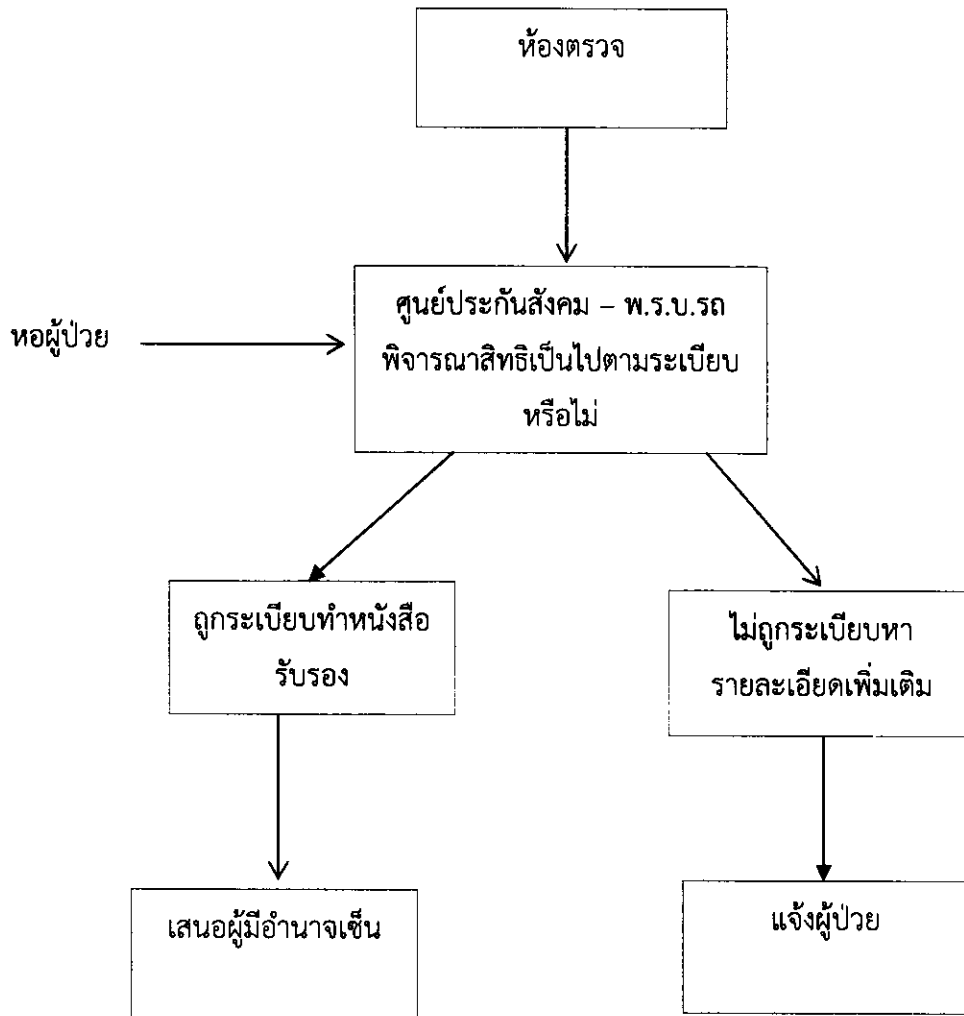 ห้องตรวจ
ศูนย์ประกันสังคม – พ.ร.บ.รถ
หอผู้ป่วย
พิจารณาสิทธิเป็นไปตามระเบียบ
หรือไม่
ถูกระเบียบทำหนังสือ
รับรอง
ไม่ถูกระเบียบหา
รายละเอียดเพิ่มเติม
เสนอผู้มีอำนาจเซ็น
แจ้งผู้ป่วย